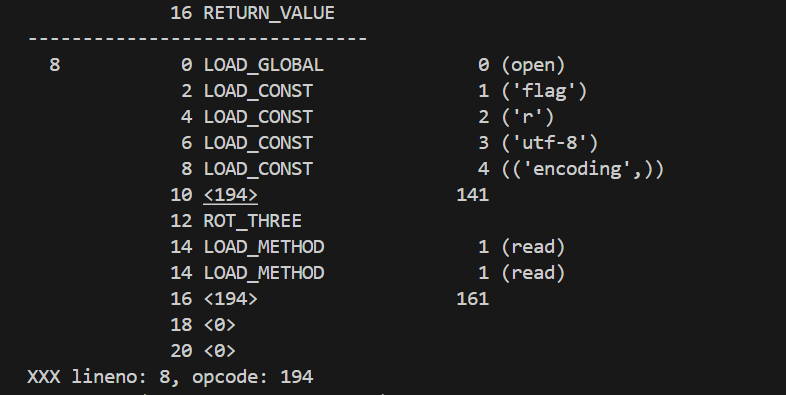 16 RETURN_VALUE
-------------------------------
8 0 LOAD_GLOBAL 0 (open)
2 LOAD_CONST 1 ('flag')
4 LOAD_CONST 2 ('r')
6 LOAD_CONST 3 ('utf-8')
8 LOAD_CONST 4 (('encoding',))
10 <194> 141
12 ROT_THREE
14 LOAD_METHOD 1 (read)
14 LOAD_METHOD 1 (read)
16 <194> 161
18 <0>
20 <0>
XXX lineno: 8, opcode: 194